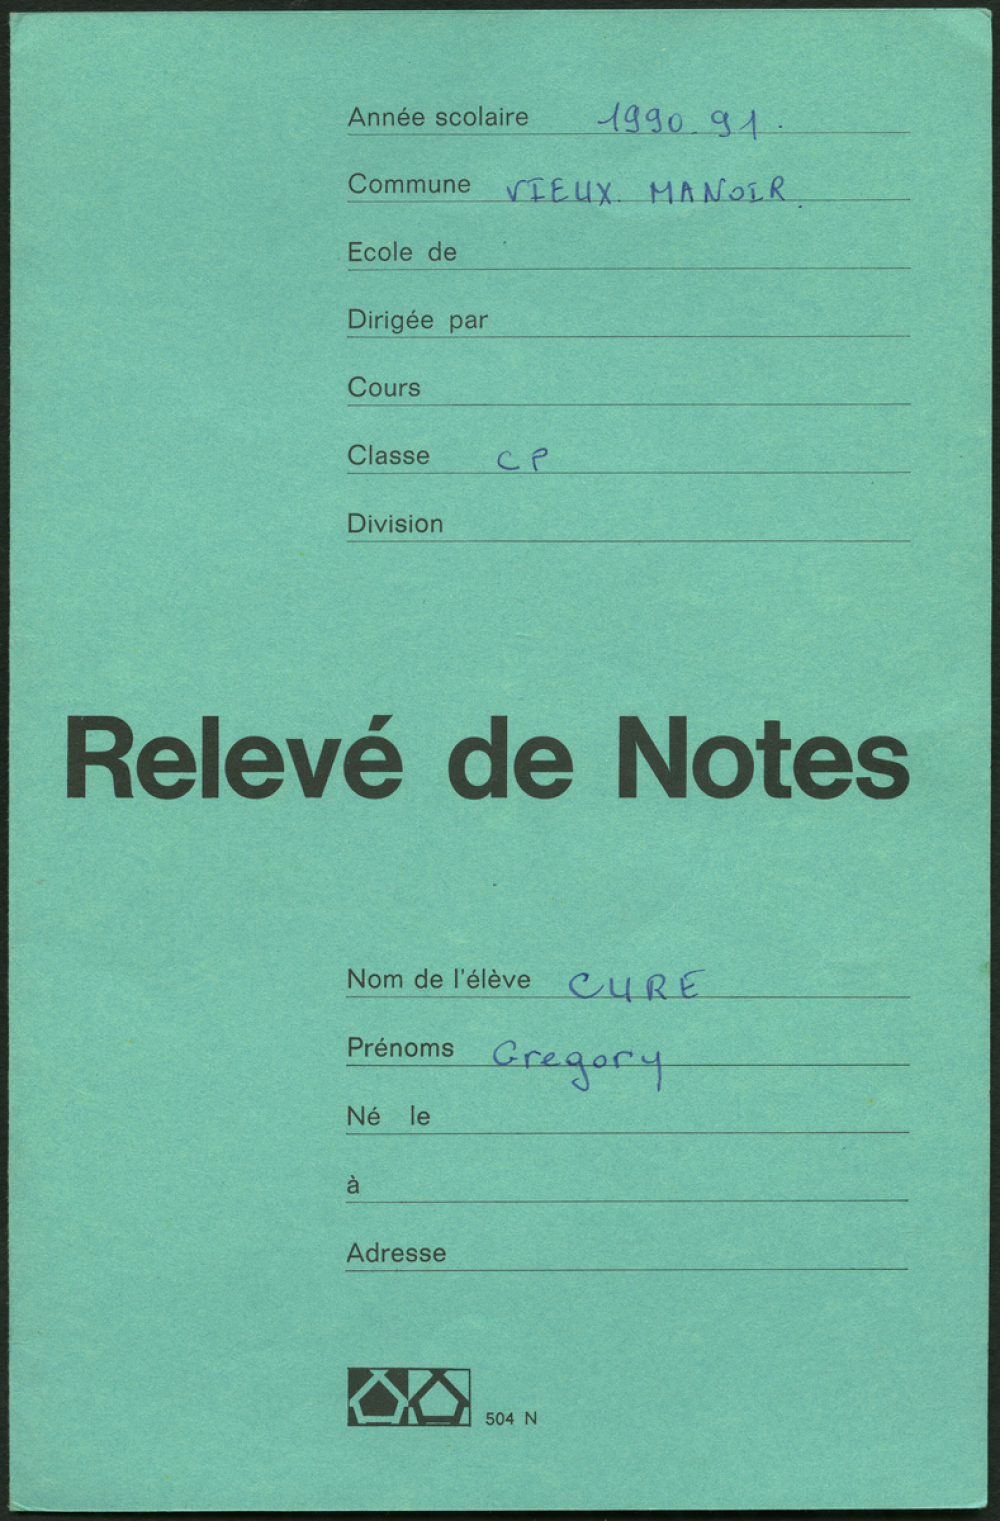 Année scolaire 1990.91.
Commune VIEUX. MANOIR.
Ecole de
Dirigée par
Cours
Classe CP
Division
Relevé de Notes
Nom de l'élève CURE
Prénoms Gregory
Né le
à
Adresse
504 N